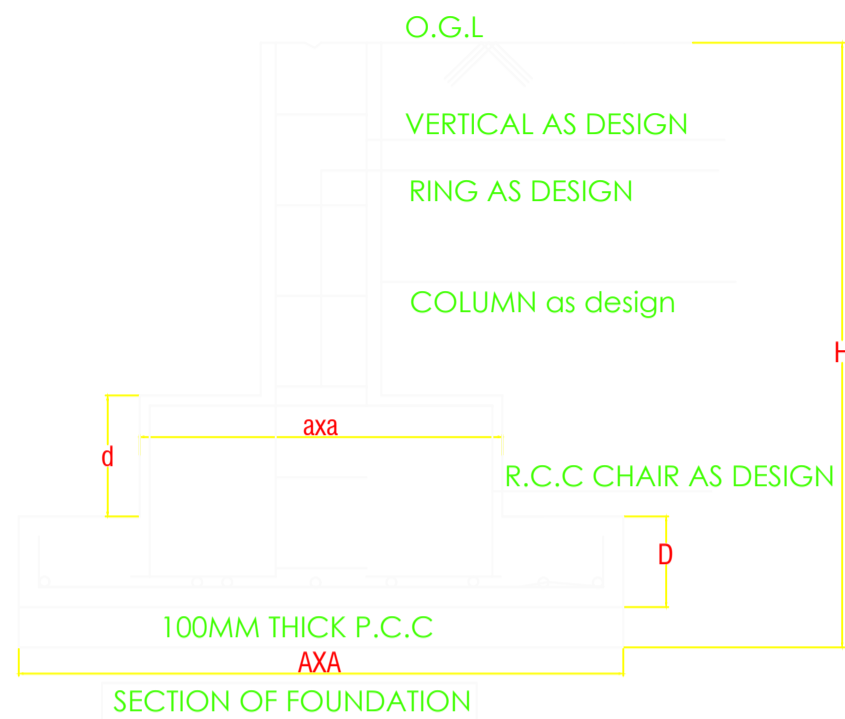 O.G.L
VERTICAL AS DESIGN
RING AS DESIGN
COLUMN as design
H
axa
d
R.C.C CHAIR AS DESIGN
D
100MM THICK P.C.C
AXA
SECTION OF FOUNDATION